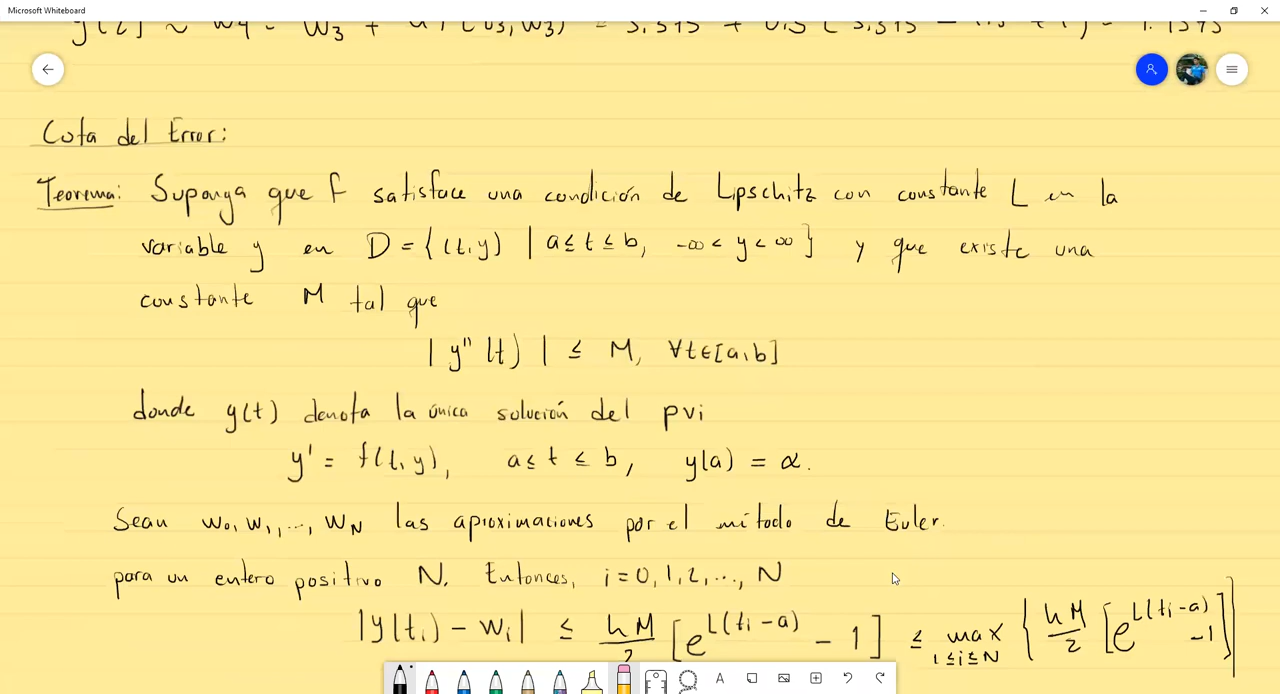 Microsoft Whiteboard
Cota del Error:
Teorema: Suponga que f satisface una condición de Lipschitz con constante L en la
variable y en D = {(t,y) | a ≤ t ≤ b, -∞ < y < ∞} y que existe una
constante M tal que
|y''(t)| ≤ M, ∀t∈[a,b]
donde y(t) denota la única solución del pvi
y' = f(t,y), a ≤ t ≤ b, y(a) = α.
Sean w₀, w₁, ..., w_N las aproximaciones por el método de Euler.
para un entero positivo N. Entonces, i = 0, 1, 2, ..., N
|y(tᵢ) - wᵢ| ≤ hM/2 [e^{L(tᵢ-a)} - 1] ≤ max_{1≤i≤N} { hM/2 [e^{L(tᵢ-a)} - 1] }